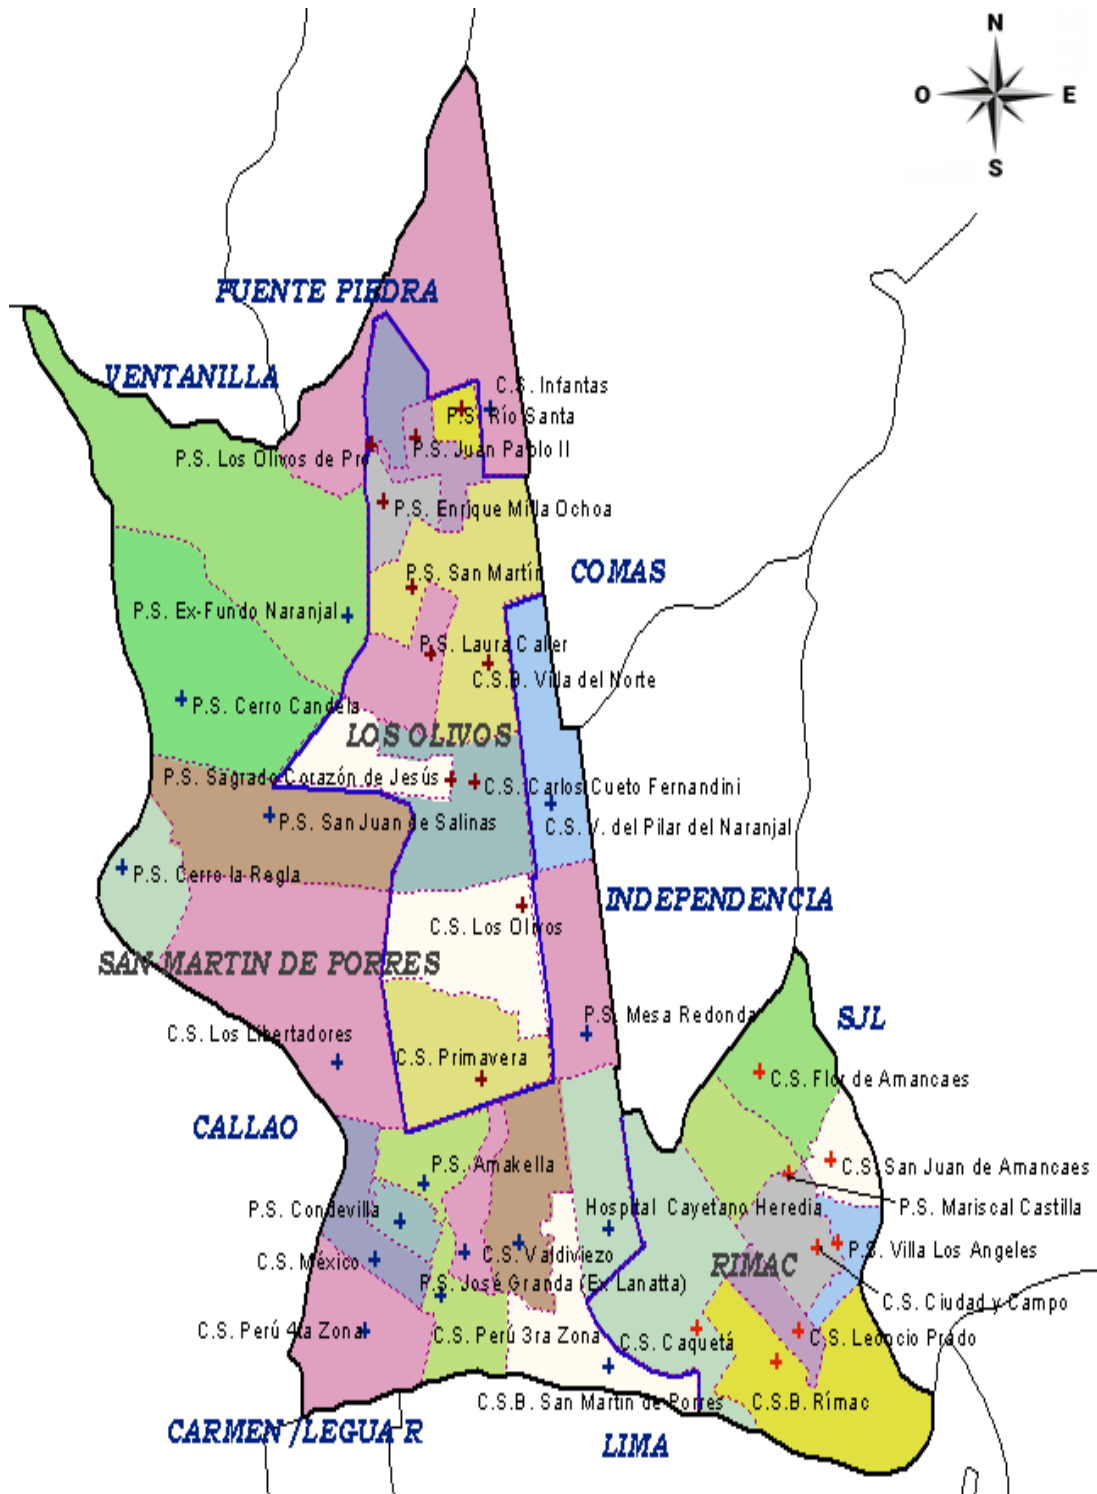 N
O
E
S
PUENTE PIEDRA
VENTANILLA
C.S. Infantas
P.S. Río Santa
P.S. Juan Pablo II
P.S. Los Olivos de Pro
P.S. Enrique Milla Ochoa
COMAS
P.S. San Martín
P.S. Ex-Fundo Naranjal
P.S. Laura Caller
C.S.B. Villa del Norte
P.S. Cerro Candela
LOS OLIVOS
P.S. Sagrado Corazón de Jesús
C.S. Carlos Cueto Fernandini
P.S. San Juan de Salinas
C.S. V. del Pilar del Naranjal
P.S. Cerro la Regla
INDEPENDENCIA
C.S. Los Olivos
SAN MARTIN DE PORRES
P.S. Mesa Redonda
SJL
C.S. Los Libertadores
C.S. Primavera
C.S. Flor de Amancaes
CALLAO
P.S. Amakella
C.S. San Juan de Amancaes
P.S. Condevilla
Hospital Cayetano Heredia
P.S. Mariscal Castilla
C.S. México
C.S. Valdiviezo
RIMAC
P.S. Villa Los Angeles
P.S. José Granda (Ex Lanatta)
C.S. Ciudad y Campo
C.S. Perú 4ta Zona
C.S. Perú 3ra Zona
C.S. Caquetá
C.S. Leoocio Prado
C.S.B. San Martín de Porres
C.S.B. Rímac
CARMEN /LEGUA R
LIMA